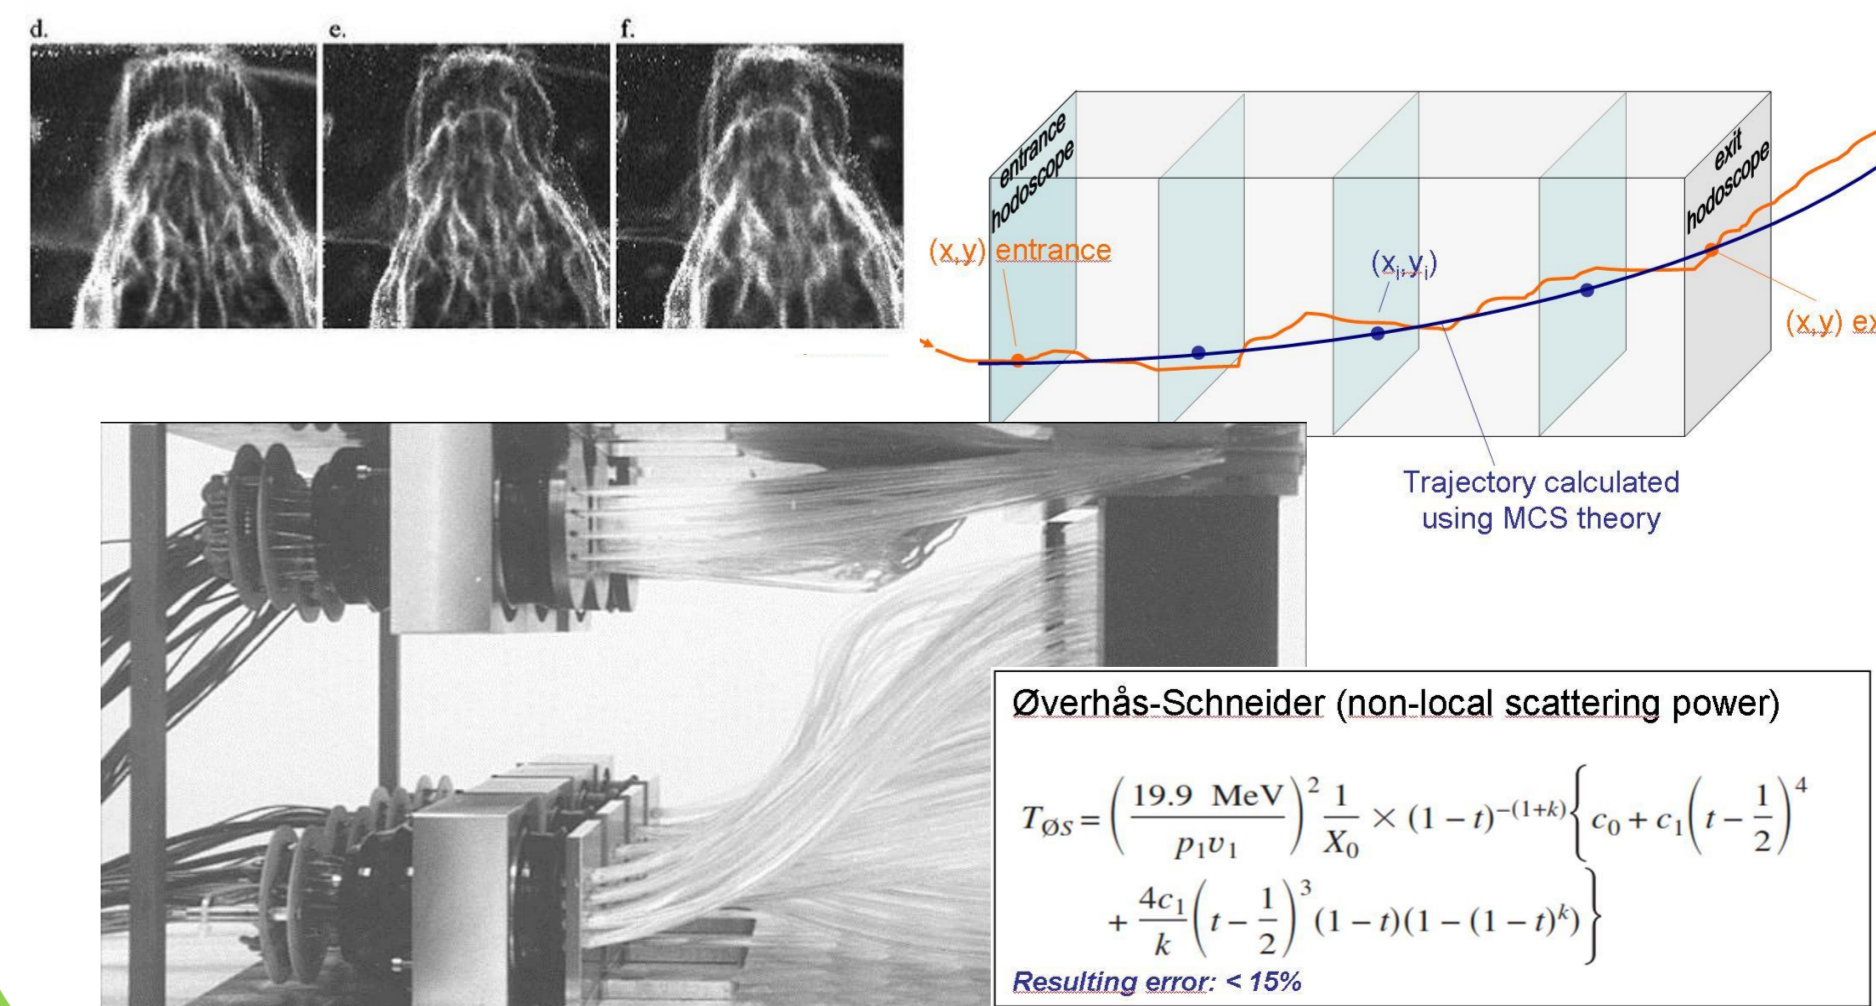 d.
e.
f.
entrance
hodoscope
exit
hodoscope
(x,y) entrance
(xᵢ,yᵢ)
(x,y) ex
Trajectory calculated
using MCS theory
Øverhås-Schneider (non-local scattering power)
T_ØS = (19.9 MeV / p₁v₁)² 1/X₀ × (1 − t)^−(1+k) { c₀ + c₁(t − 1/2)⁴
+ 4c₁/k (t − 1/2)³ (1 − t)(1 − (1 − t)^k) }
Resulting error: < 15%